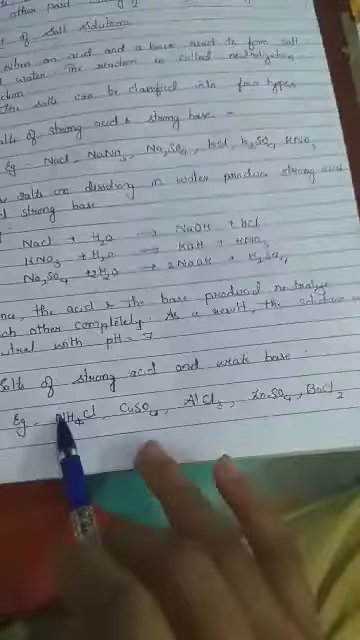 other part
of salt solutions
when an acid and a base react to form salt
water. The reaction is called neutralization
The salts can be classified into four types
salts of strong acid & strong base -
Eg - NaCl, NaNO3, Na2SO4, KCl, K2SO4, KNO3
salts on dissolving in water produce strong acid
strong base
NaCl + H2O → NaOH + HCl
KNO3 + H2O → KOH + HNO3
Na2SO4 + 2H2O → 2NaOH + H2SO4
the acid & the base produced neutralize
each other completely. As a result, the solution
neutral with pH = 7
Salts of strong acid and weak base -
Eg - NH4Cl, CuSO4, AlCl3, ZnSO4, BaCl2